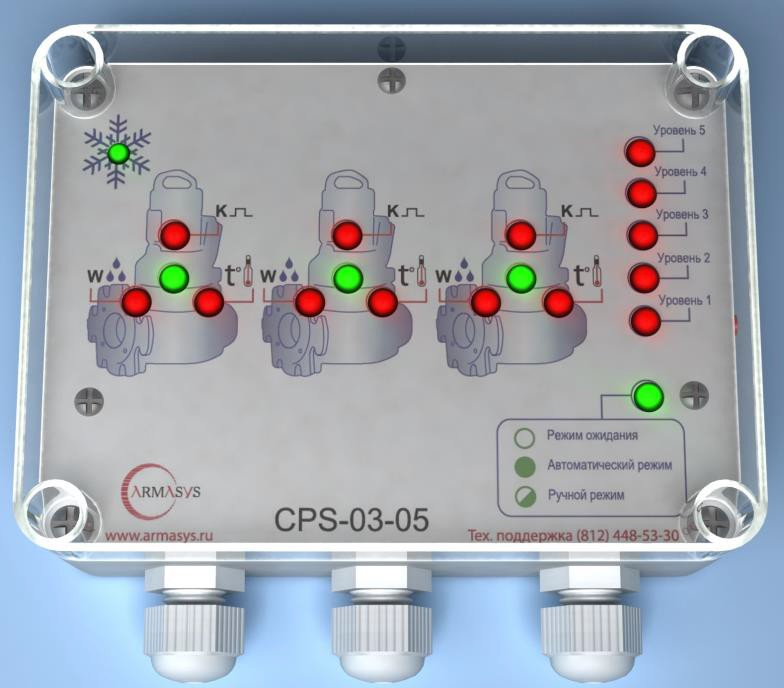 Уровень 5
Уровень 4
Уровень 3
Уровень 2
Уровень 1
К К К
W t° W t° W t°
Режим ожидания
Автоматический режим
Ручной режим
ARMASYS
www.armasys.ru
CPS-03-05
Тех. поддержка (812) 448-53-30